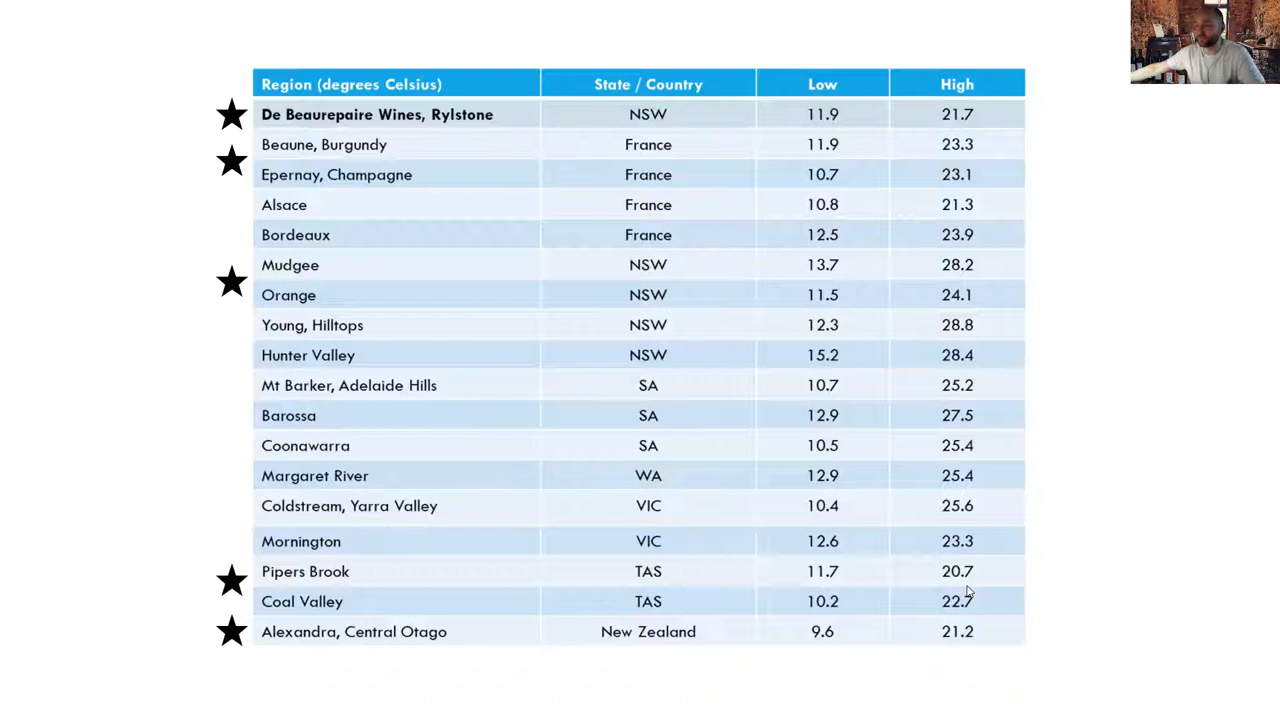 Region (degrees Celsius) State / Country Low High
De Beaurepaire Wines, Rylstone NSW 11.9 21.7
Beaune, Burgundy France 11.9 23.3
Epernay, Champagne France 10.7 23.1
Alsace France 10.8 21.3
Bordeaux France 12.5 23.9
Mudgee NSW 13.7 28.2
Orange NSW 11.5 24.1
Young, Hilltops NSW 12.3 28.8
Hunter Valley NSW 15.2 28.4
Mt Barker, Adelaide Hills SA 10.7 25.2
Barossa SA 12.9 27.5
Coonawarra SA 10.5 25.4
Margaret River WA 12.9 25.4
Coldstream, Yarra Valley VIC 10.4 25.6
Mornington VIC 12.6 23.3
Pipers Brook TAS 11.7 20.7
Coal Valley TAS 10.2 22.7
Alexandra, Central Otago New Zealand 9.6 21.2